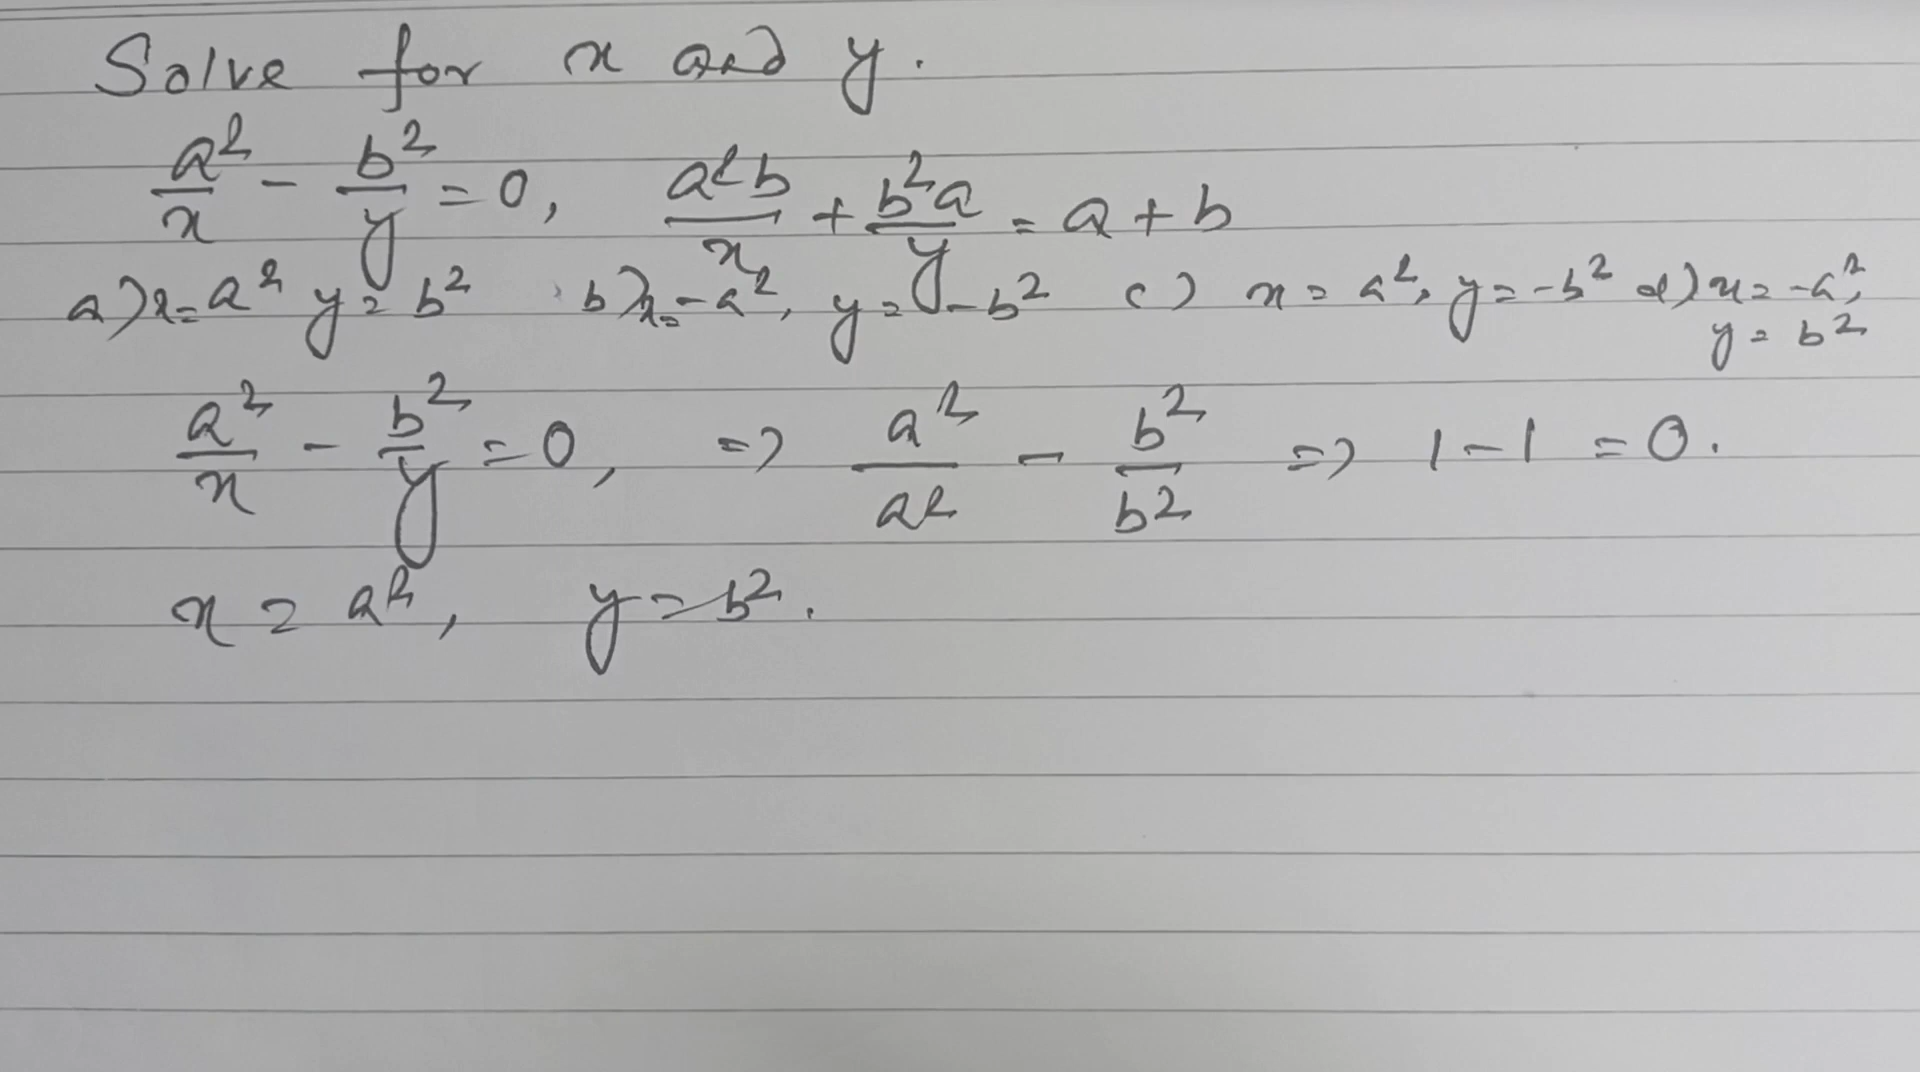 Solve for x and y.
a²/x - b²/y = 0, a²b/x + b²a/y = a + b
a) x = a² y = b² b) x = -a², y = -b² c) x = a², y = -b² d) x = -a²,
y = b²
a²/x - b²/y = 0, => a²/a² - b²/b² => 1 - 1 = 0.
x = a², y = b².